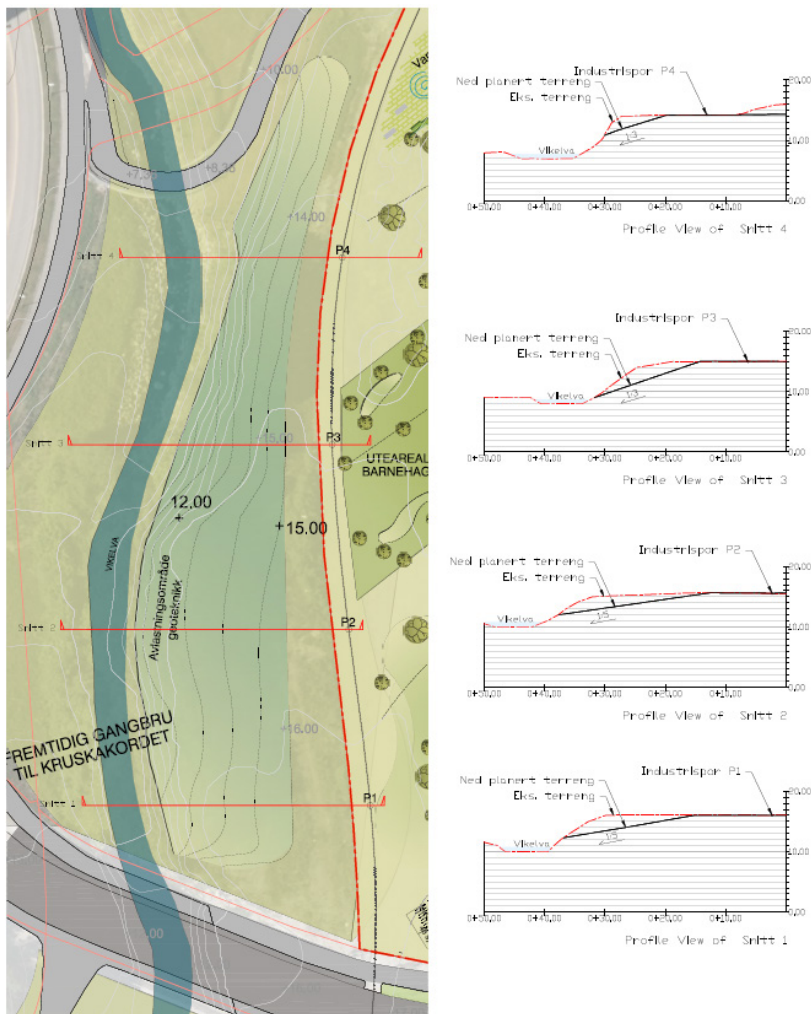 +10.00
+7.30
+8.38
+14.00
Snitt 4
P4
Snitt 3
+15.00
P3
UTEAREAL
BARNEHAG
12.00
+
+15.00
VIKELVA
Avlastningsområde
geoteknikk
Snitt 2
P2
FREMTIDIG GANGBRU
TIL KRUSKAKORDET
+16.00
Snitt 1
P1
Industrispor P4
Ned planert terreng
Eks. terreng
Vikelva
1:3
20.00
10.00
0.00
0+50.00 0+40.00 0+30.00 0+20.00 0+10.00
Profile View of Snitt 4
Industrispor P3
Ned planert terreng
Eks. terreng
Vikelva
1:3
20.00
10.00
0.00
0+50.00 0+40.00 0+30.00 0+20.00 0+10.00
Profile View of Snitt 3
Industrispor P2
Ned planert terreng
Eks. terreng
Vikelva
1:5
20.00
10.00
0.00
0+50.00 0+40.00 0+30.00 0+20.00 0+10.00
Profile View of Snitt 2
Industrispor P1
Ned planert terreng
Eks. terreng
Vikelva
20.00
10.00
0.00
0+50.00 0+40.00 0+30.00 0+20.00 0+10.00
Profile View of Snitt 1